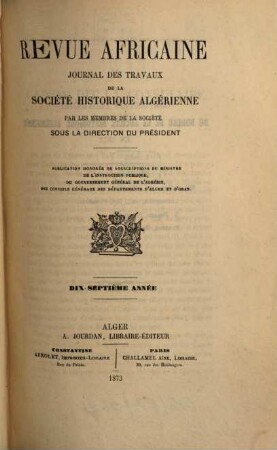 REVUE AFRICAINE
JOURNAL DES TRAVAUX
DE LA
SOCIÉTÉ HISTORIQUE ALGÉRIENNE
PAR LES MEMBRES DE LA SOCIÉTÉ
SOUS LA DIRECTION DU PRÉSIDENT
PUBLICATION HONORÉE DE SOUSCRIPTIONS DU MINISTRE
DE L'INSTRUCTION PUBLIQUE,
DU GOUVERNEMENT GÉNÉRAL DE L'ALGÉRIE,
DES CONSEILS GÉNÉRAUX DES DÉPARTEMENTS D'ALGER ET D'ORAN.
DIX-SEPTIÈME ANNÉE
ALGER
A. JOURDAN, LIBRAIRE-ÉDITEUR
CONSTANTINE
ARNOLET, IMPRIMEUR-LIBRAIRE
Rue du Palais.
PARIS
CHALLAMEL AÎNÉ, LIBRAIRE,
30, rue des Boulangers.
1873